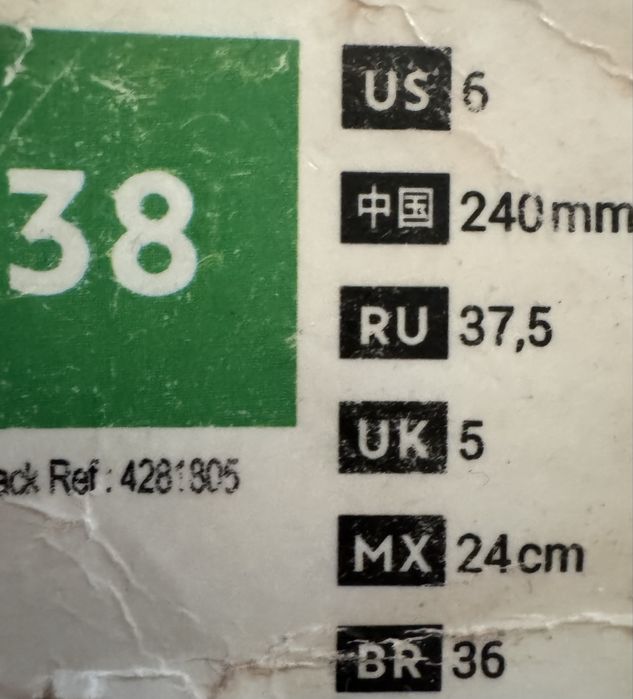 38
US 6
中国 240mm
RU 37,5
UK 5
ack Ref : 4281805
MX 24cm
BR 36